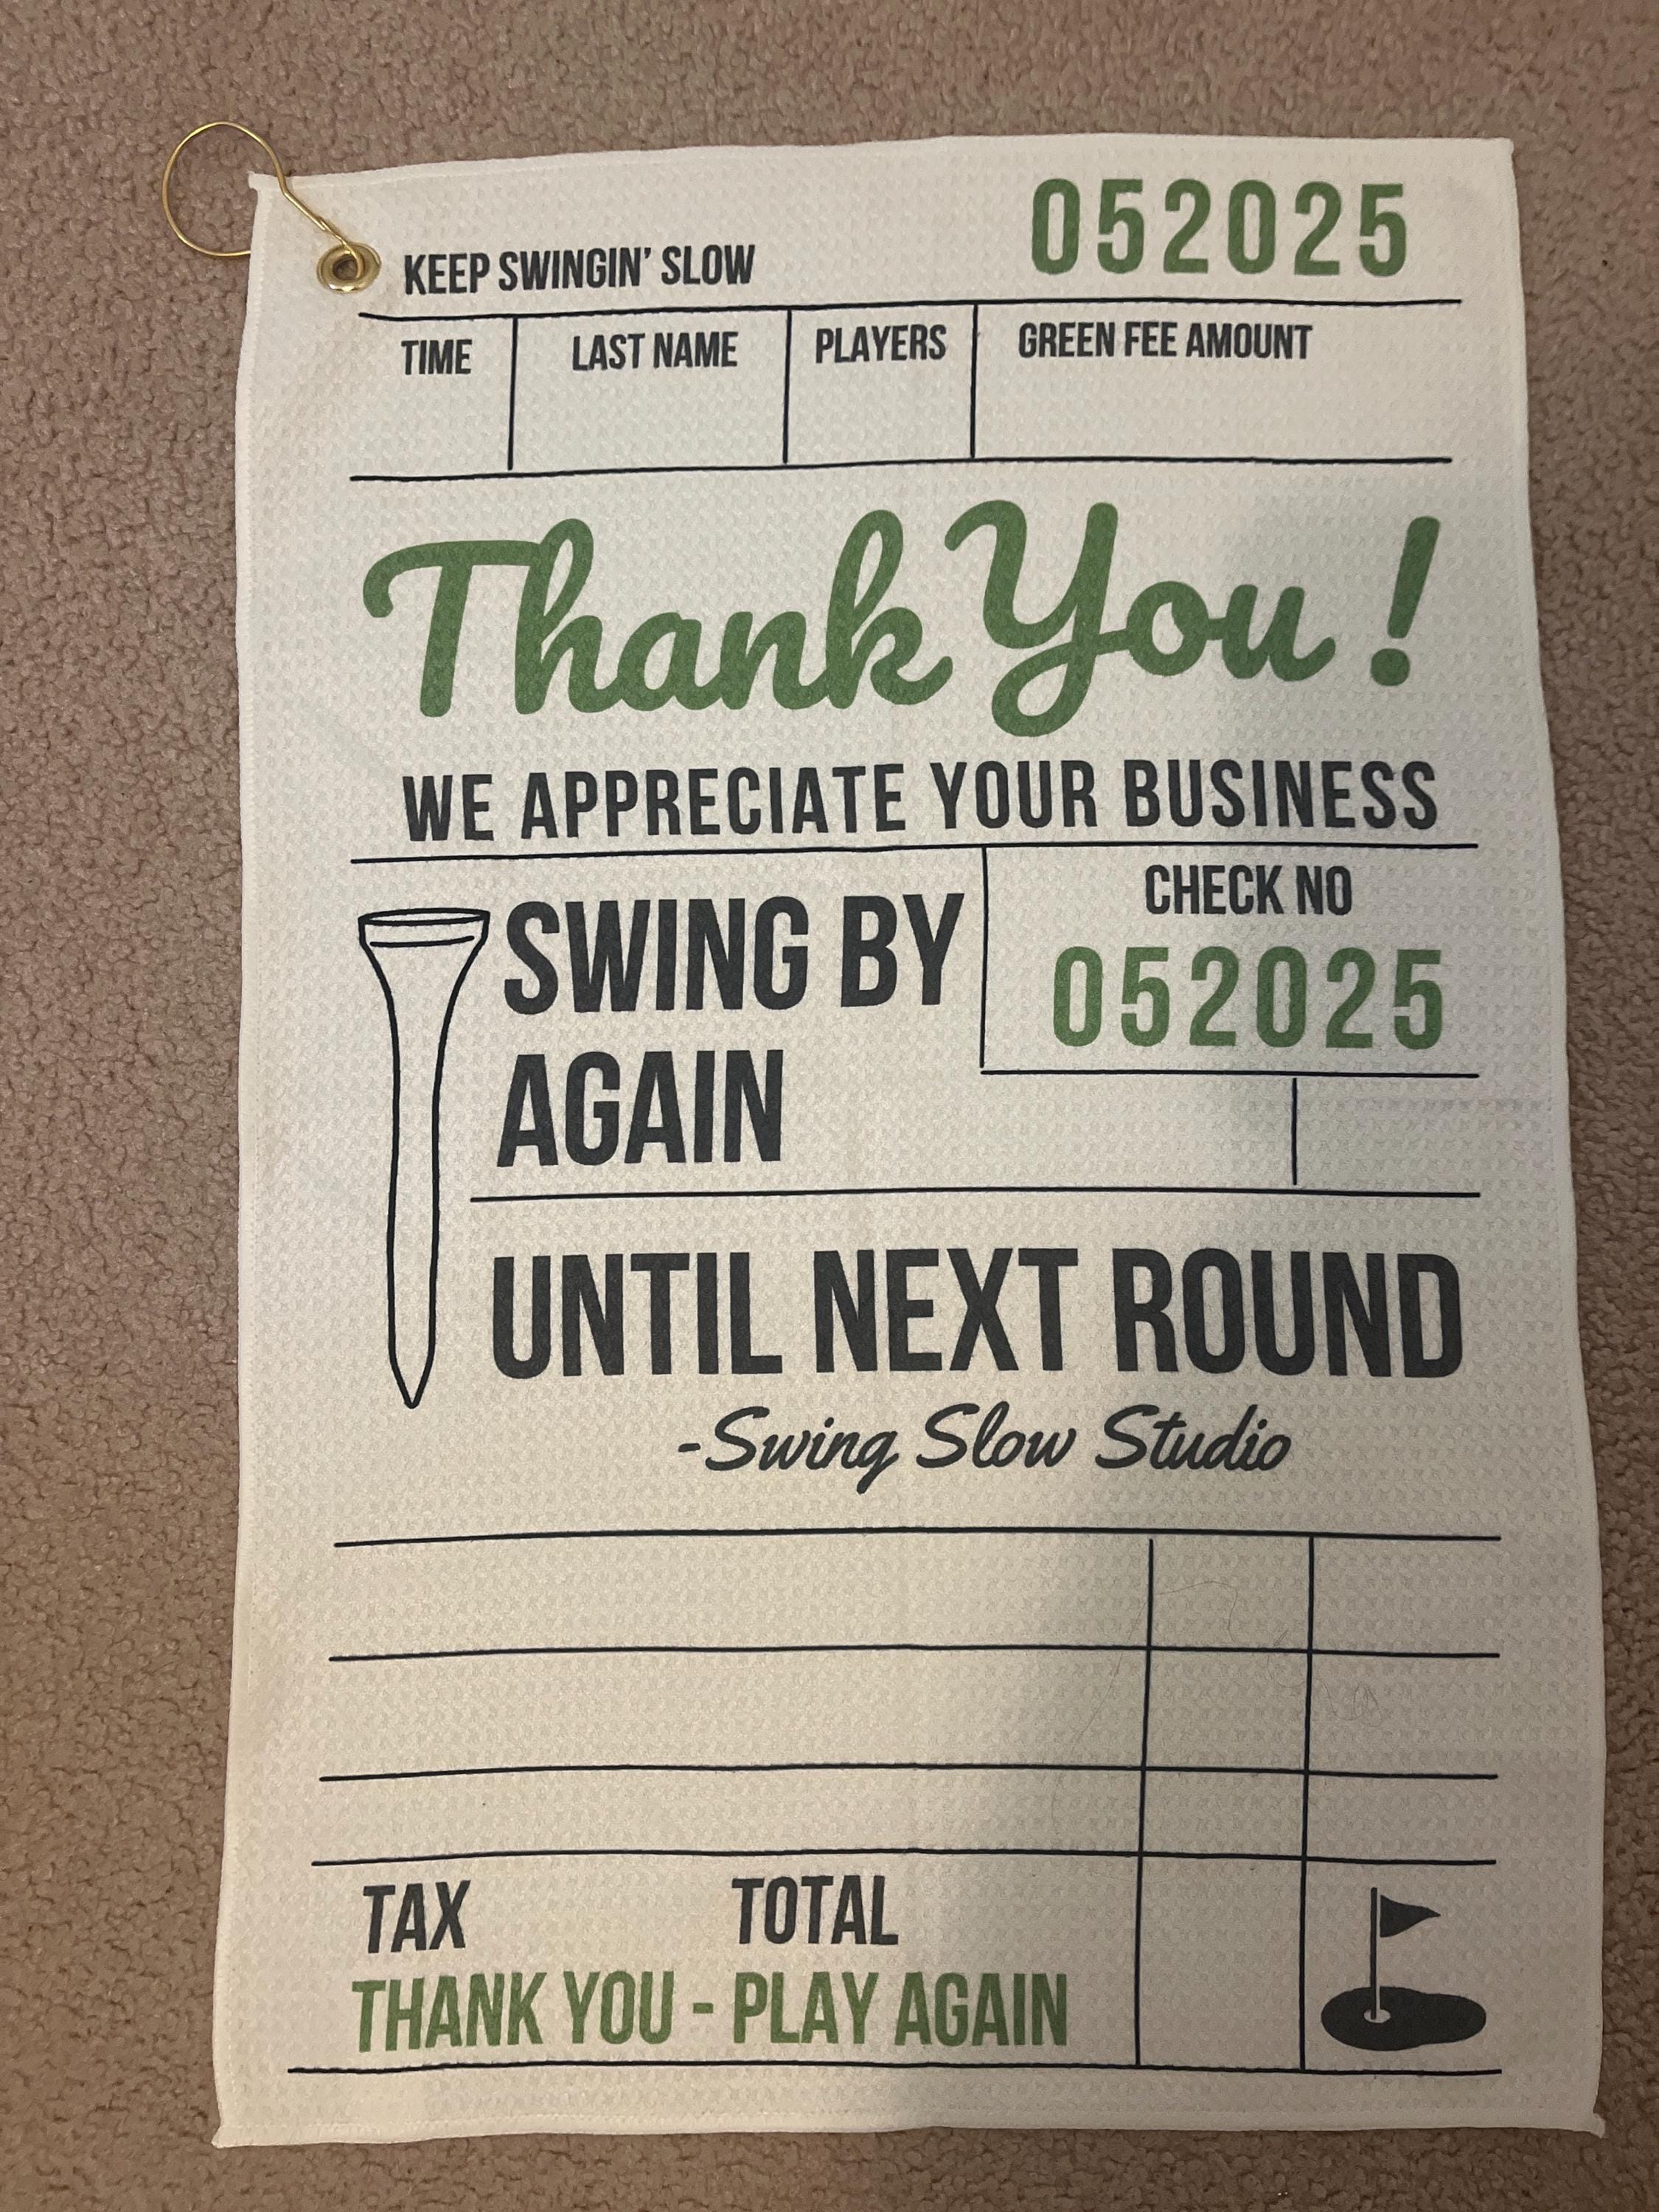 KEEP SWINGIN' SLOW 052025
TIME LAST NAME PLAYERS GREEN FEE AMOUNT
Thank You!
WE APPRECIATE YOUR BUSINESS
SWING BY
AGAIN
CHECK NO
052025
UNTIL NEXT ROUND
-Swing Slow Studio
TAX TOTAL
THANK YOU - PLAY AGAIN